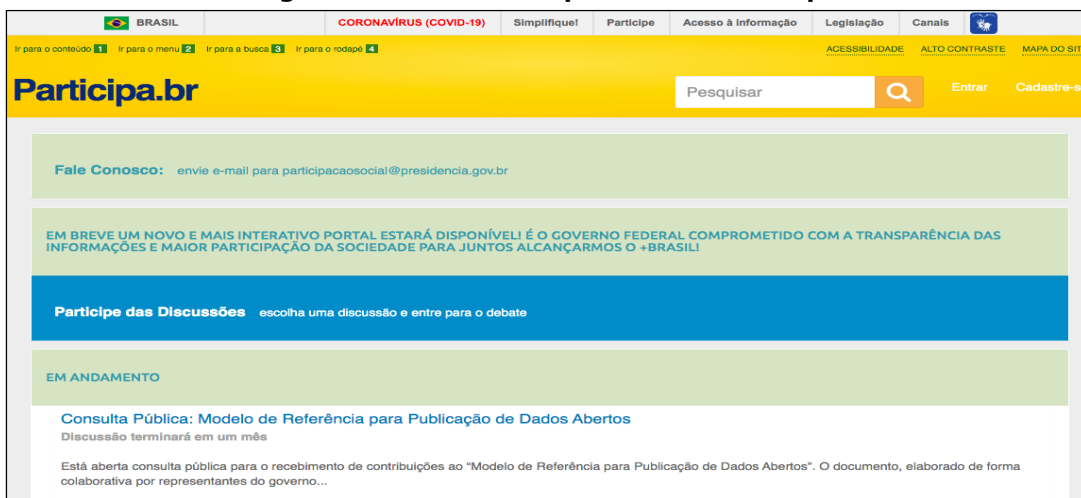 BRASIL CORONAVÍRUS (COVID-19) Simplifique! Participe Acesso à informação Legislação Canais
Ir para o conteúdo 1 Ir para o menu 2 Ir para a busca 3 Ir para o rodapé 4 ACESSIBILIDADE ALTO CONTRASTE MAPA DO SIT
Participa.br Pesquisar Entrar Cadastre-s
Fale Conosco: envie e-mail para participacaosocial@presidencia.gov.br
EM BREVE UM NOVO E MAIS INTERATIVO PORTAL ESTARÁ DISPONÍVEL! É O GOVERNO FEDERAL COMPROMETIDO COM A TRANSPARÊNCIA DAS
INFORMAÇÕES E MAIOR PARTICIPAÇÃO DA SOCIEDADE PARA JUNTOS ALCANÇARMOS O +BRASIL!
Participe das Discussões escolha uma discussão e entre para o debate
EM ANDAMENTO
Consulta Pública: Modelo de Referência para Publicação de Dados Abertos
Discussão terminará em um mês
Está aberta consulta pública para o recebimento de contribuições ao “Modelo de Referência para Publicação de Dados Abertos”. O documento, elaborado de forma
colaborativa por representantes do governo...